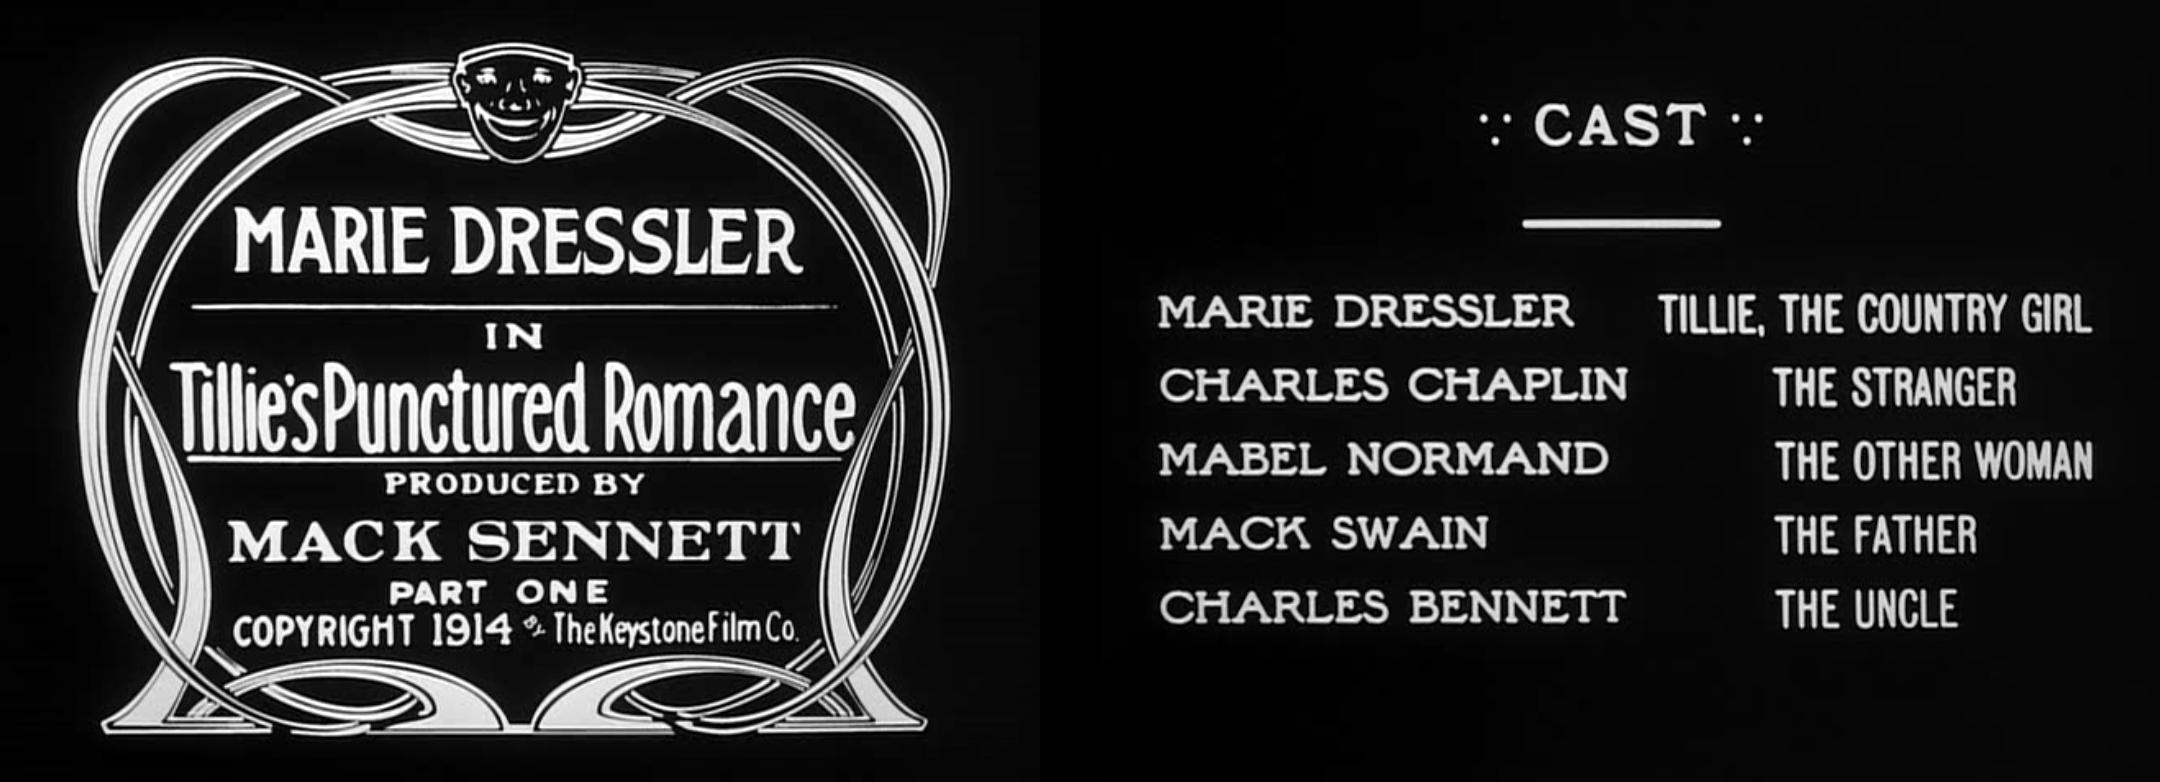 MARIE DRESSLER
IN
Tillie's Punctured Romance
PRODUCED BY
MACK SENNETT
PART ONE
COPYRIGHT 1914 BY The Keystone Film Co.
CAST
MARIE DRESSLER TILLIE, THE COUNTRY GIRL
CHARLES CHAPLIN THE STRANGER
MABEL NORMAND THE OTHER WOMAN
MACK SWAIN THE FATHER
CHARLES BENNETT THE UNCLE